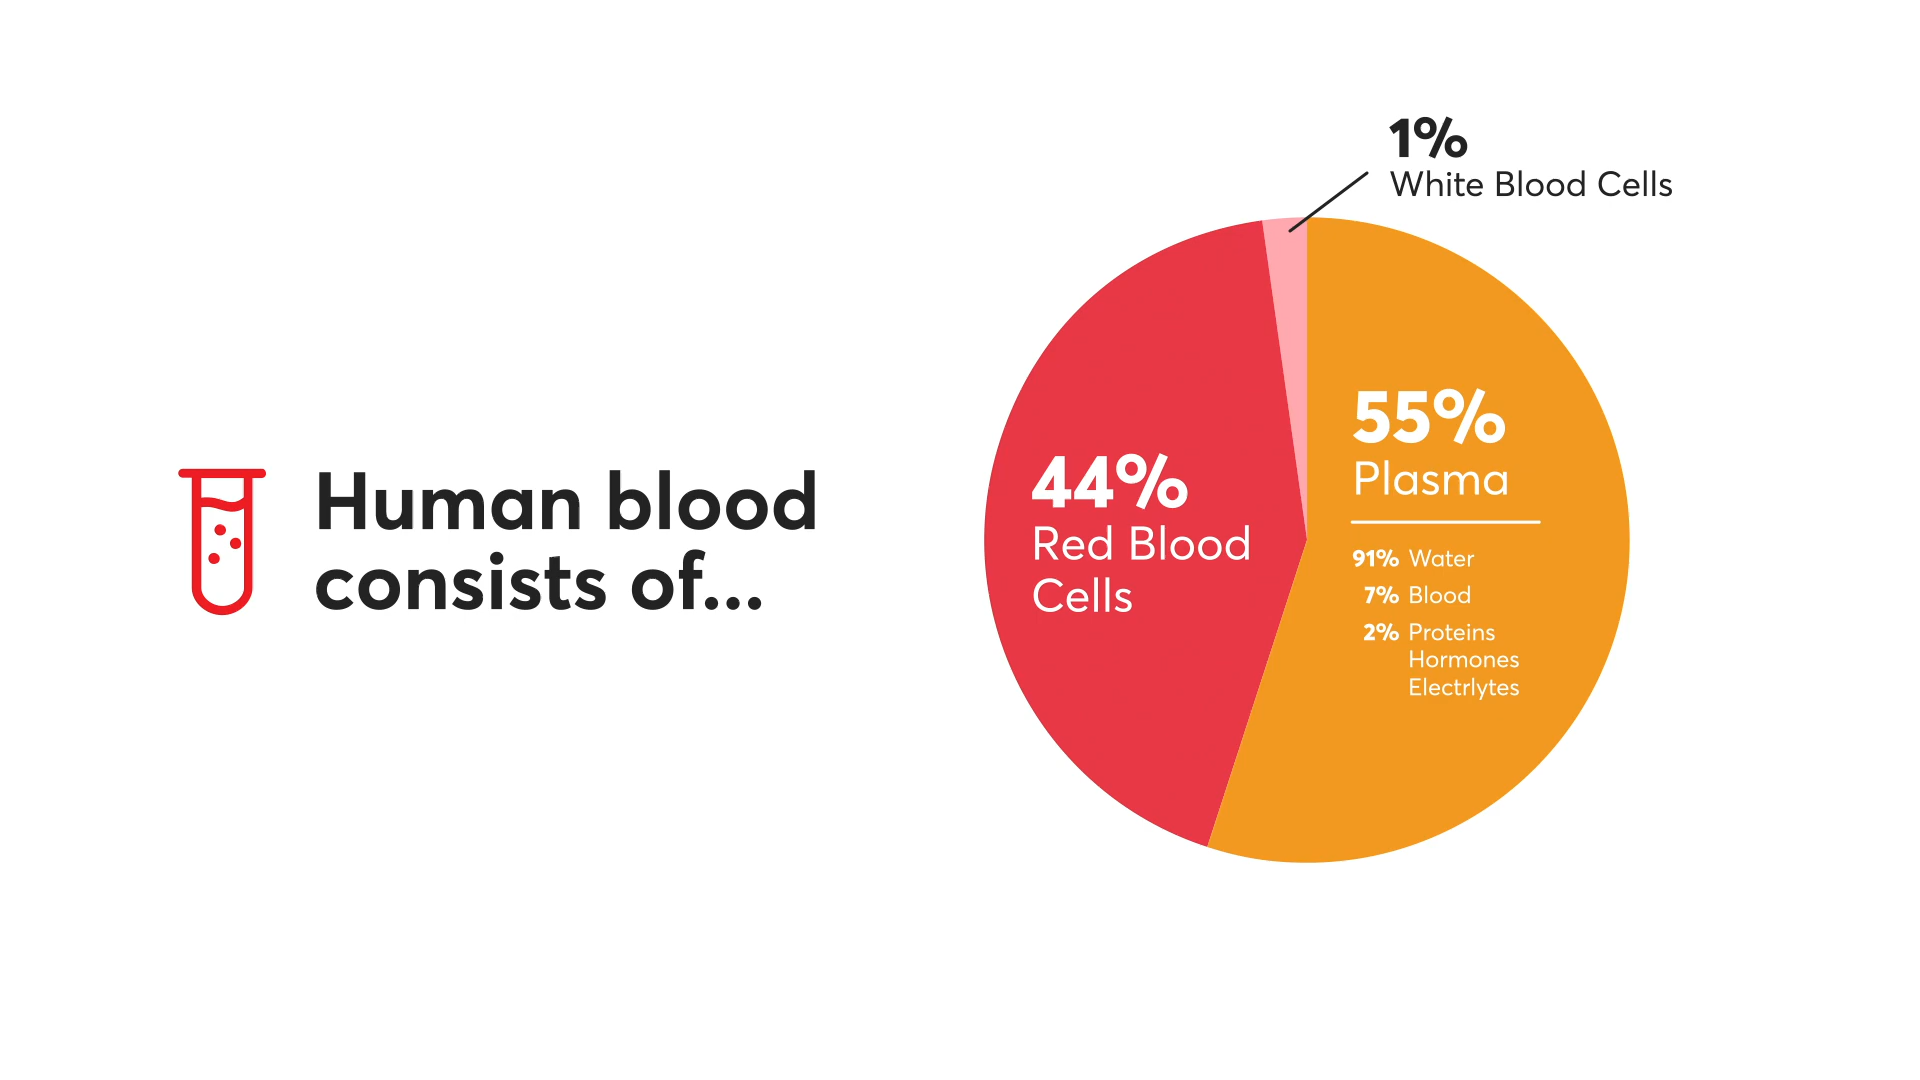 Human blood
consists of...
1%
White Blood Cells
44%
Red Blood
Cells
55%
Plasma
91% Water
7% Blood
2% Proteins
Hormones
Electrlytes